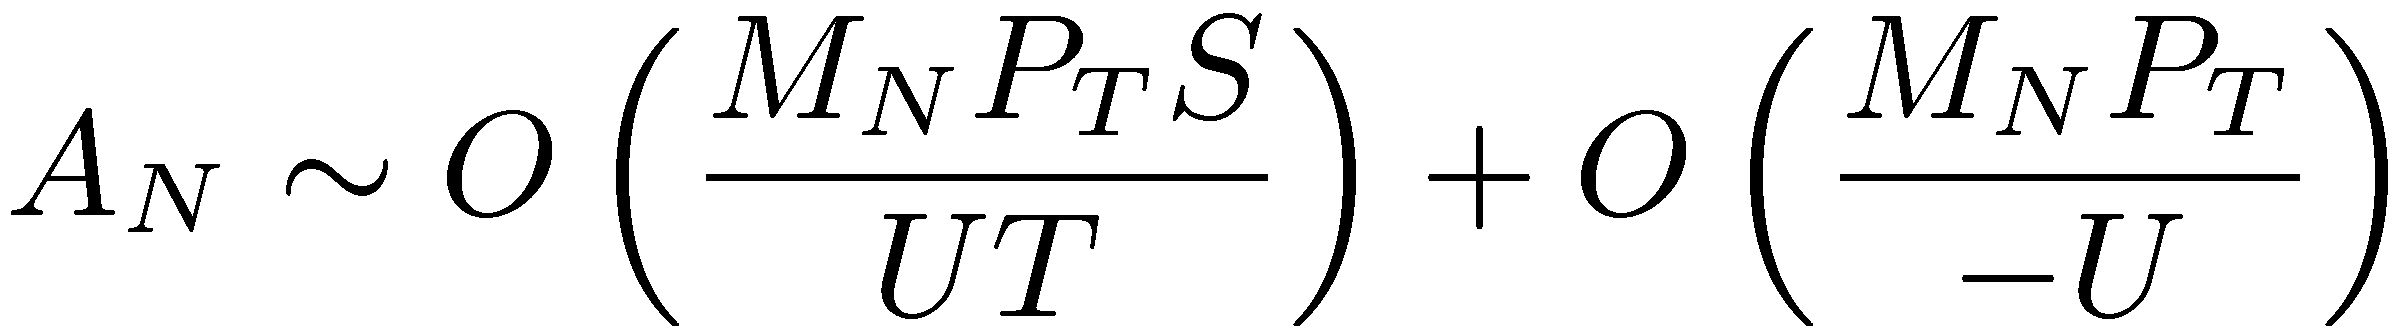 A_N \sim O\left(\frac{M_N P_T S}{UT}\right) + O\left(\frac{M_N P_T}{-U}\right)